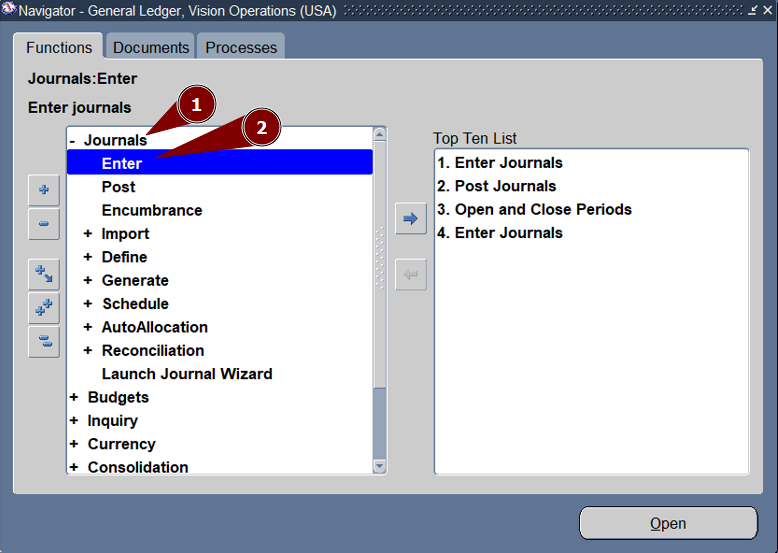 Navigator - General Ledger, Vision Operations (USA)
Functions Documents Processes
Journals:Enter
Enter journals
1
2
- Journals
Enter
Post
Encumbrance
+ Import
+ Define
+ Generate
+ Schedule
+ AutoAllocation
+ Reconciliation
Launch Journal Wizard
+ Budgets
+ Inquiry
+ Currency
+ Consolidation
Top Ten List
1. Enter Journals
2. Post Journals
3. Open and Close Periods
4. Enter Journals
Open